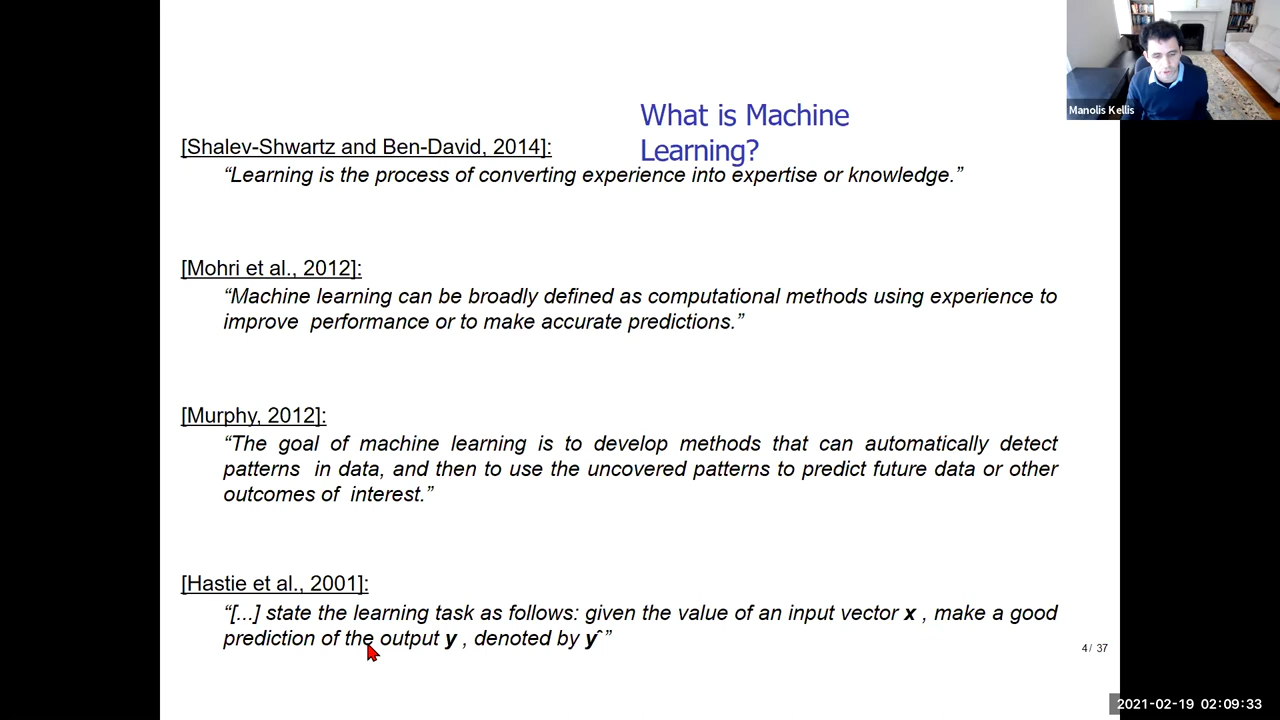 Manolis Kellis
What is Machine
Learning?
[Shalev-Shwartz and Ben-David, 2014]:
“Learning is the process of converting experience into expertise or knowledge.”
[Mohri et al., 2012]:
“Machine learning can be broadly defined as computational methods using experience to
improve performance or to make accurate predictions.”
[Murphy, 2012]:
“The goal of machine learning is to develop methods that can automatically detect
patterns in data, and then to use the uncovered patterns to predict future data or other
outcomes of interest.”
[Hastie et al., 2001]:
“[...] state the learning task as follows: given the value of an input vector x , make a good
prediction of the output y , denoted by yˆ”
4 / 37
2021-02-19 02:09:33